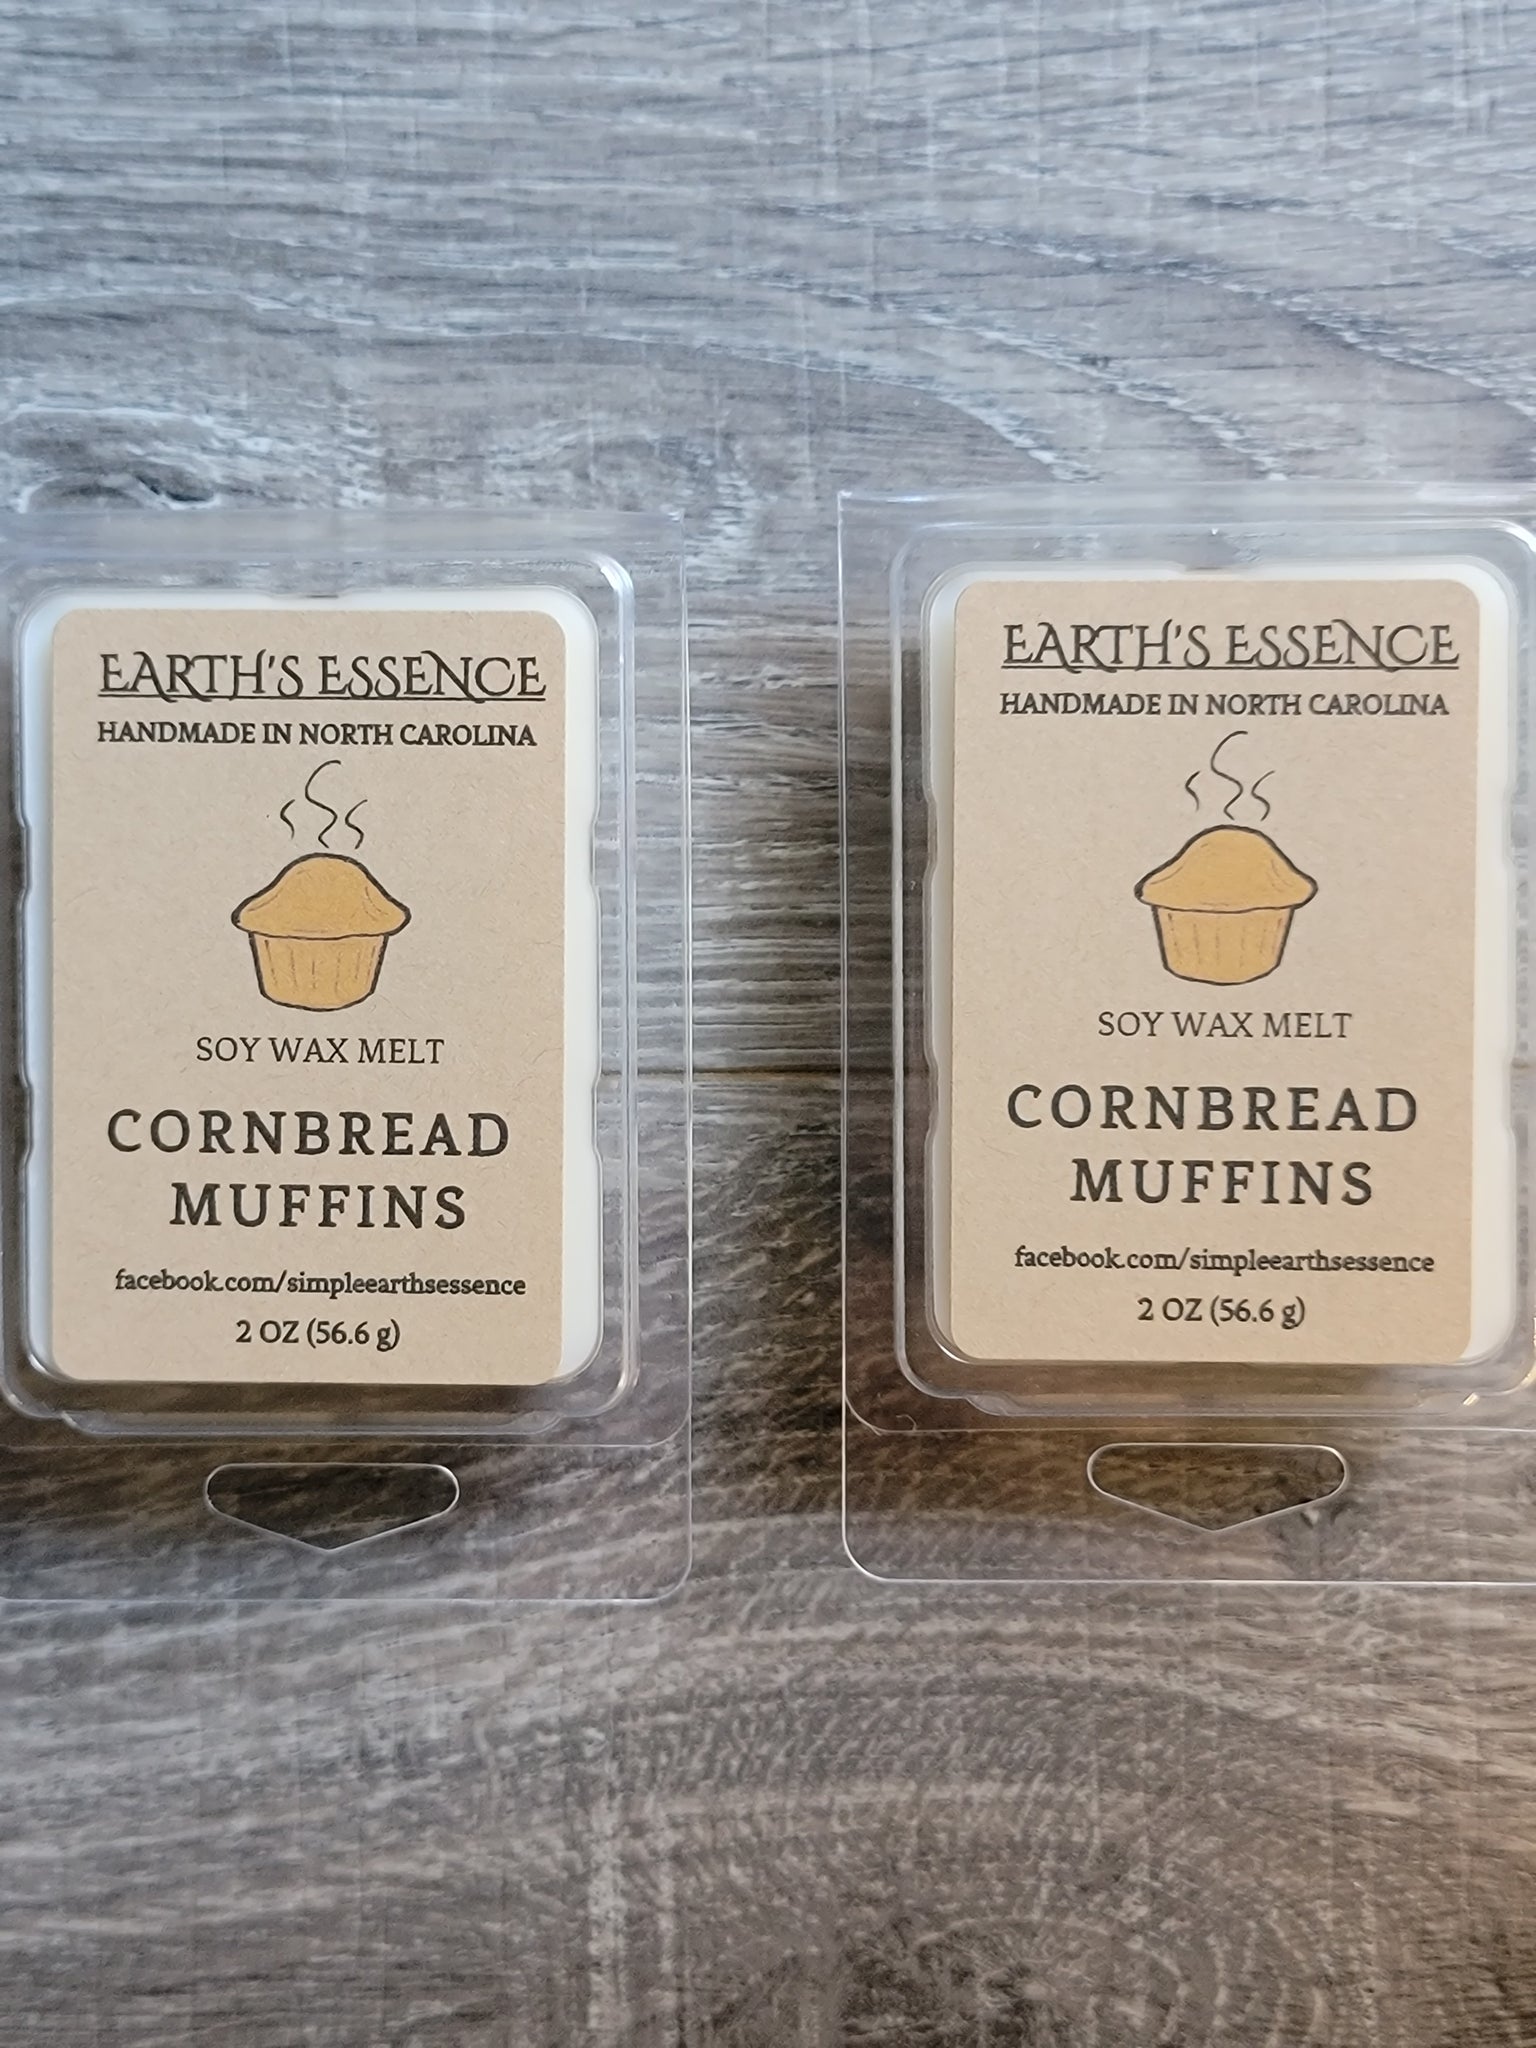 EARTH'S ESSENCE
HANDMADE IN NORTH CAROLINA
SOY WAX MELT
CORNBREAD
MUFFINS
facebook.com/simpleearthsessence
2 OZ (56.6 g)
EARTH'S ESSENCE
HANDMADE IN NORTH CAROLINA
SOY WAX MELT
CORNBREAD
MUFFINS
facebook.com/simpleearthsessence
2 OZ (56.6 g)